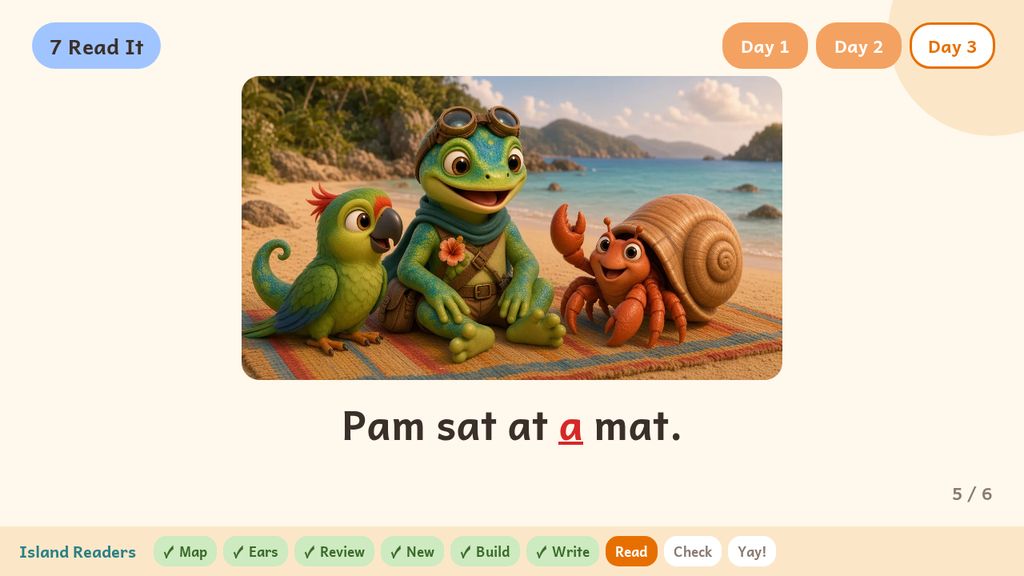 7 Read It
Day 1
Day 2
Day 3
Pam sat at a mat.
5 / 6
Island Readers
✓ Map
✓ Ears
✓ Review
✓ New
✓ Build
✓ Write
Read
Check
Yay!